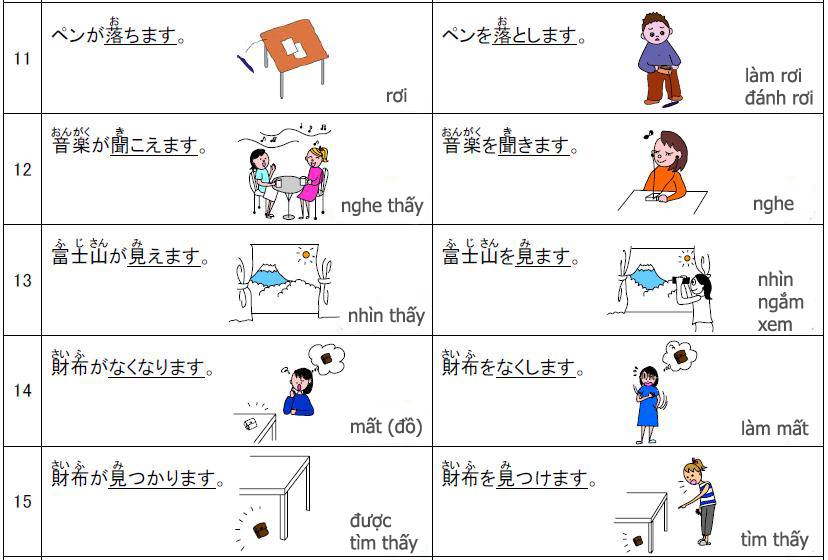 11
ペンが落ちます。
お
rơi
ペンを落とします。
お
làm rơi
đánh rơi
12
おんがく き
音楽が聞こえます。
nghe thấy
おんがく き
音楽を聞きます。
nghe
13
ふ じ さん み
富士山が見えます。
nhìn thấy
ふ じ さん み
富士山を見ます。
nhìn
ngắm
xem
14
さい ふ
財布がなくなります。
mất (đồ)
さい ふ
財布をなくします。
làm mất
15
さい ふ み
財布が見つかります。
được
tìm thấy
さい ふ み
財布を見つけます。
tìm thấy